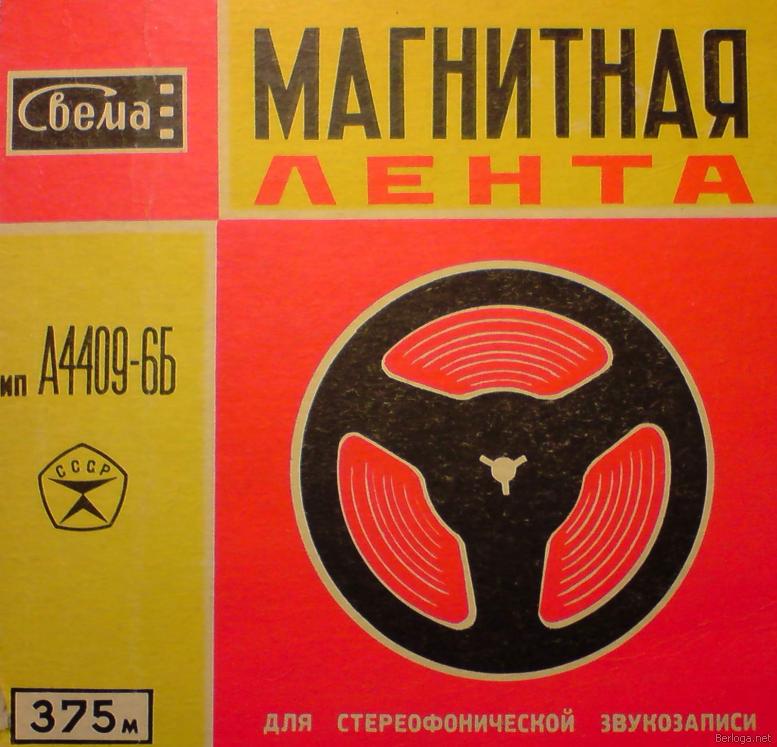 Свема
МАГНИТНАЯ
ЛЕНТА
ип А4409-6Б
СССР
375м
ДЛЯ СТЕРЕОФОНИЧЕСКОЙ ЗВУКОЗАПИСИ
Berloga.net